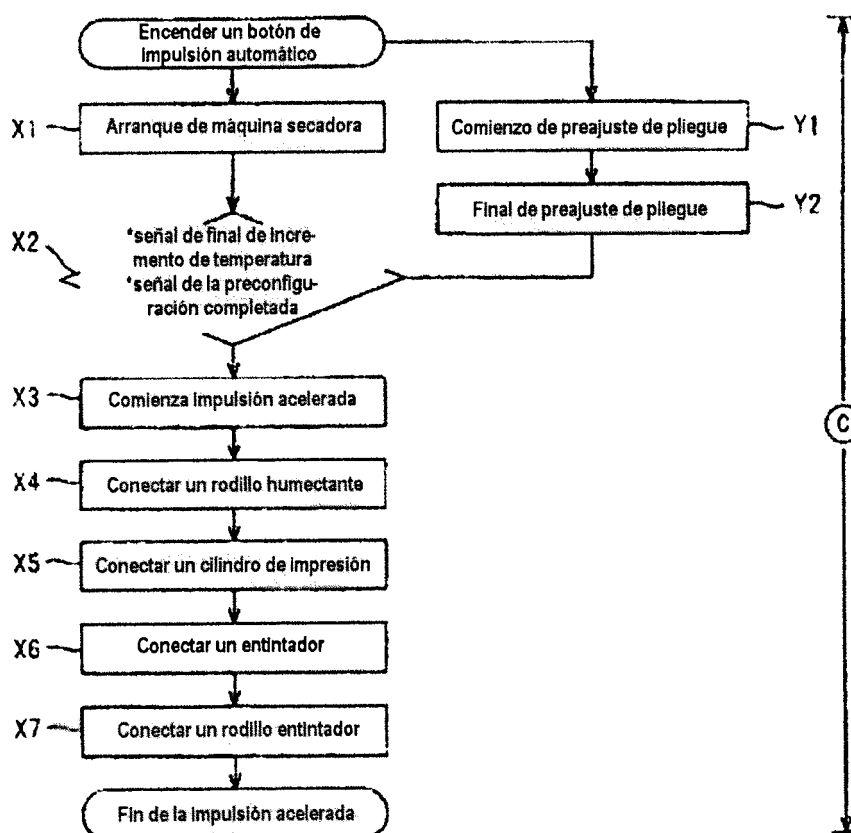 Encender un botón de
impulsión automático
X1
Arranque de máquina secadora
Comienzo de preajuste de pliegue
Y1
Final de preajuste de pliegue
Y2
X2
*señal de final de incre-
mento de temperatura
*señal de la preconfigu-
ración completada
X3
Comienza impulsión acelerada
C
X4
Conectar un rodillo humectante
X5
Conectar un cilindro de impresión
X6
Conectar un entintador
X7
Conectar un rodillo entintador
Fin de la impulsión acelerada